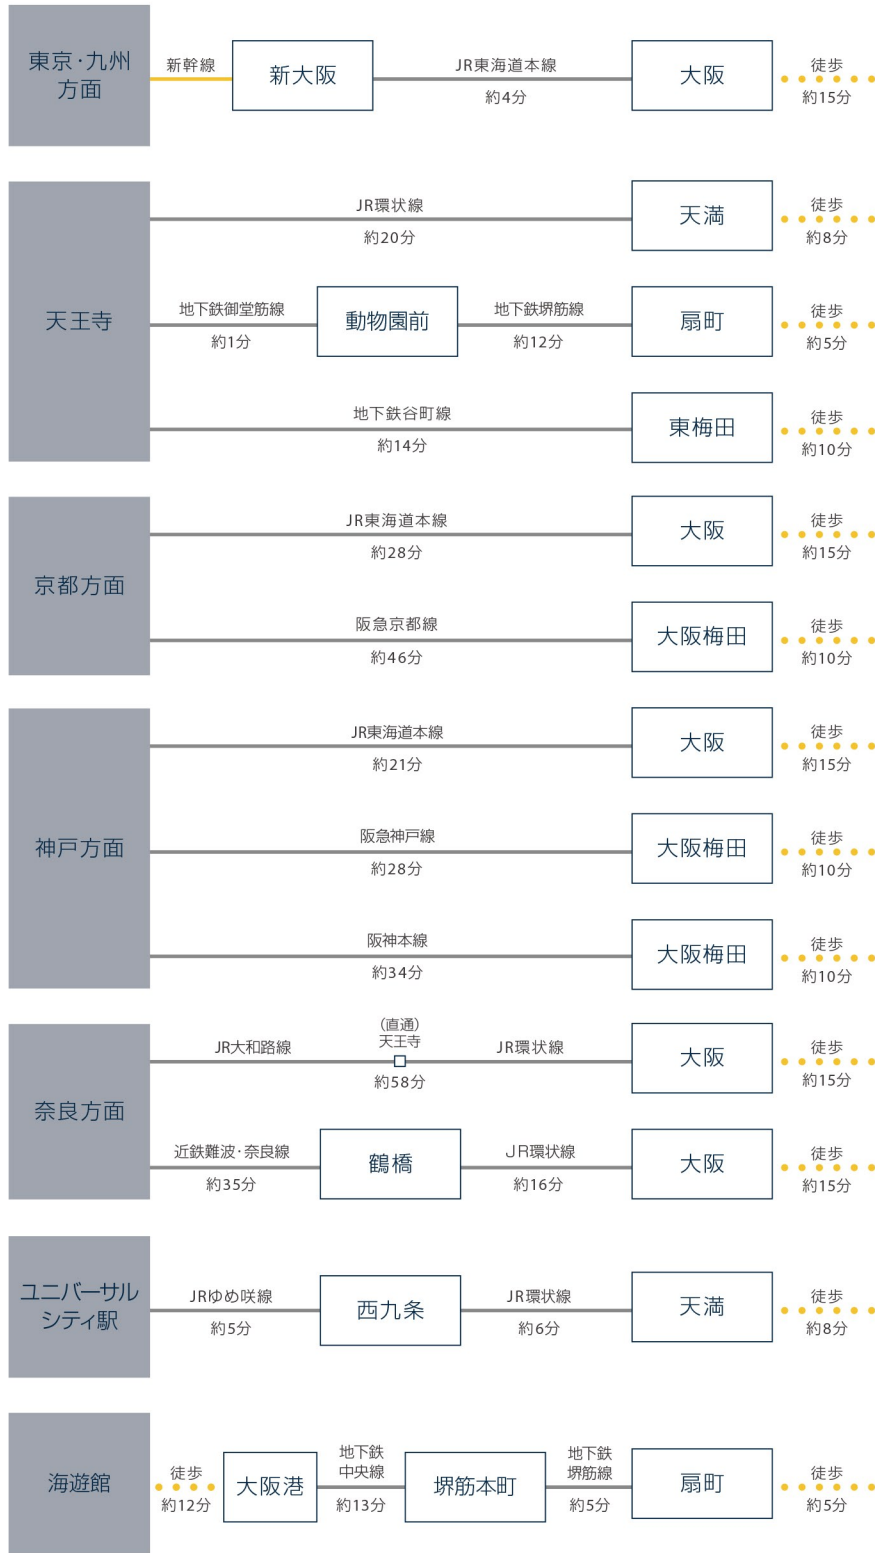 東京・九州
方面
新幹線
新大阪
JR東海道本線
約4分
大阪
徒歩
約15分
天王寺
JR環状線
約20分
天満
徒歩
約8分
地下鉄御堂筋線
約1分
動物園前
地下鉄堺筋線
約12分
扇町
徒歩
約5分
地下鉄谷町線
約14分
東梅田
徒歩
約10分
京都方面
JR東海道本線
約28分
大阪
徒歩
約15分
阪急京都線
約46分
大阪梅田
徒歩
約10分
神戸方面
JR東海道本線
約21分
大阪
徒歩
約15分
阪急神戸線
約28分
大阪梅田
徒歩
約10分
阪神本線
約34分
大阪梅田
徒歩
約10分
奈良方面
JR大和路線
(直通)
天王寺
約58分
JR環状線
大阪
徒歩
約15分
近鉄難波・奈良線
約35分
鶴橋
JR環状線
約16分
大阪
徒歩
約15分
ユニバーサル
シティ駅
JRゆめ咲線
約5分
西九条
JR環状線
約6分
天満
徒歩
約8分
海遊館
徒歩
約12分
大阪港
地下鉄
中央線
約13分
堺筋本町
地下鉄
堺筋線
約5分
扇町
徒歩
約5分